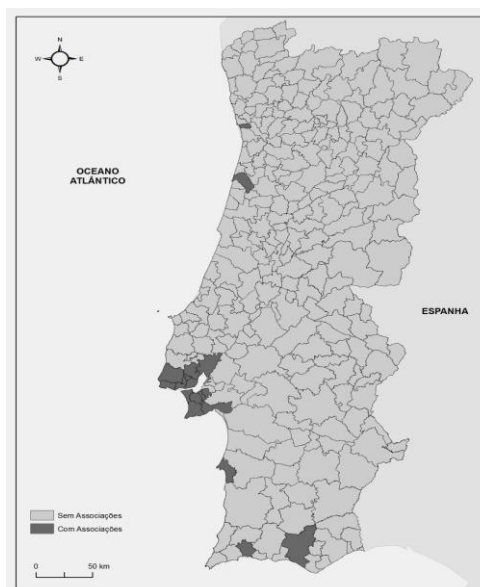 N
W E
S
OCEANO
ATLÂNTICO
ESPANHA
Sem Associações
Com Associações
0 50 km